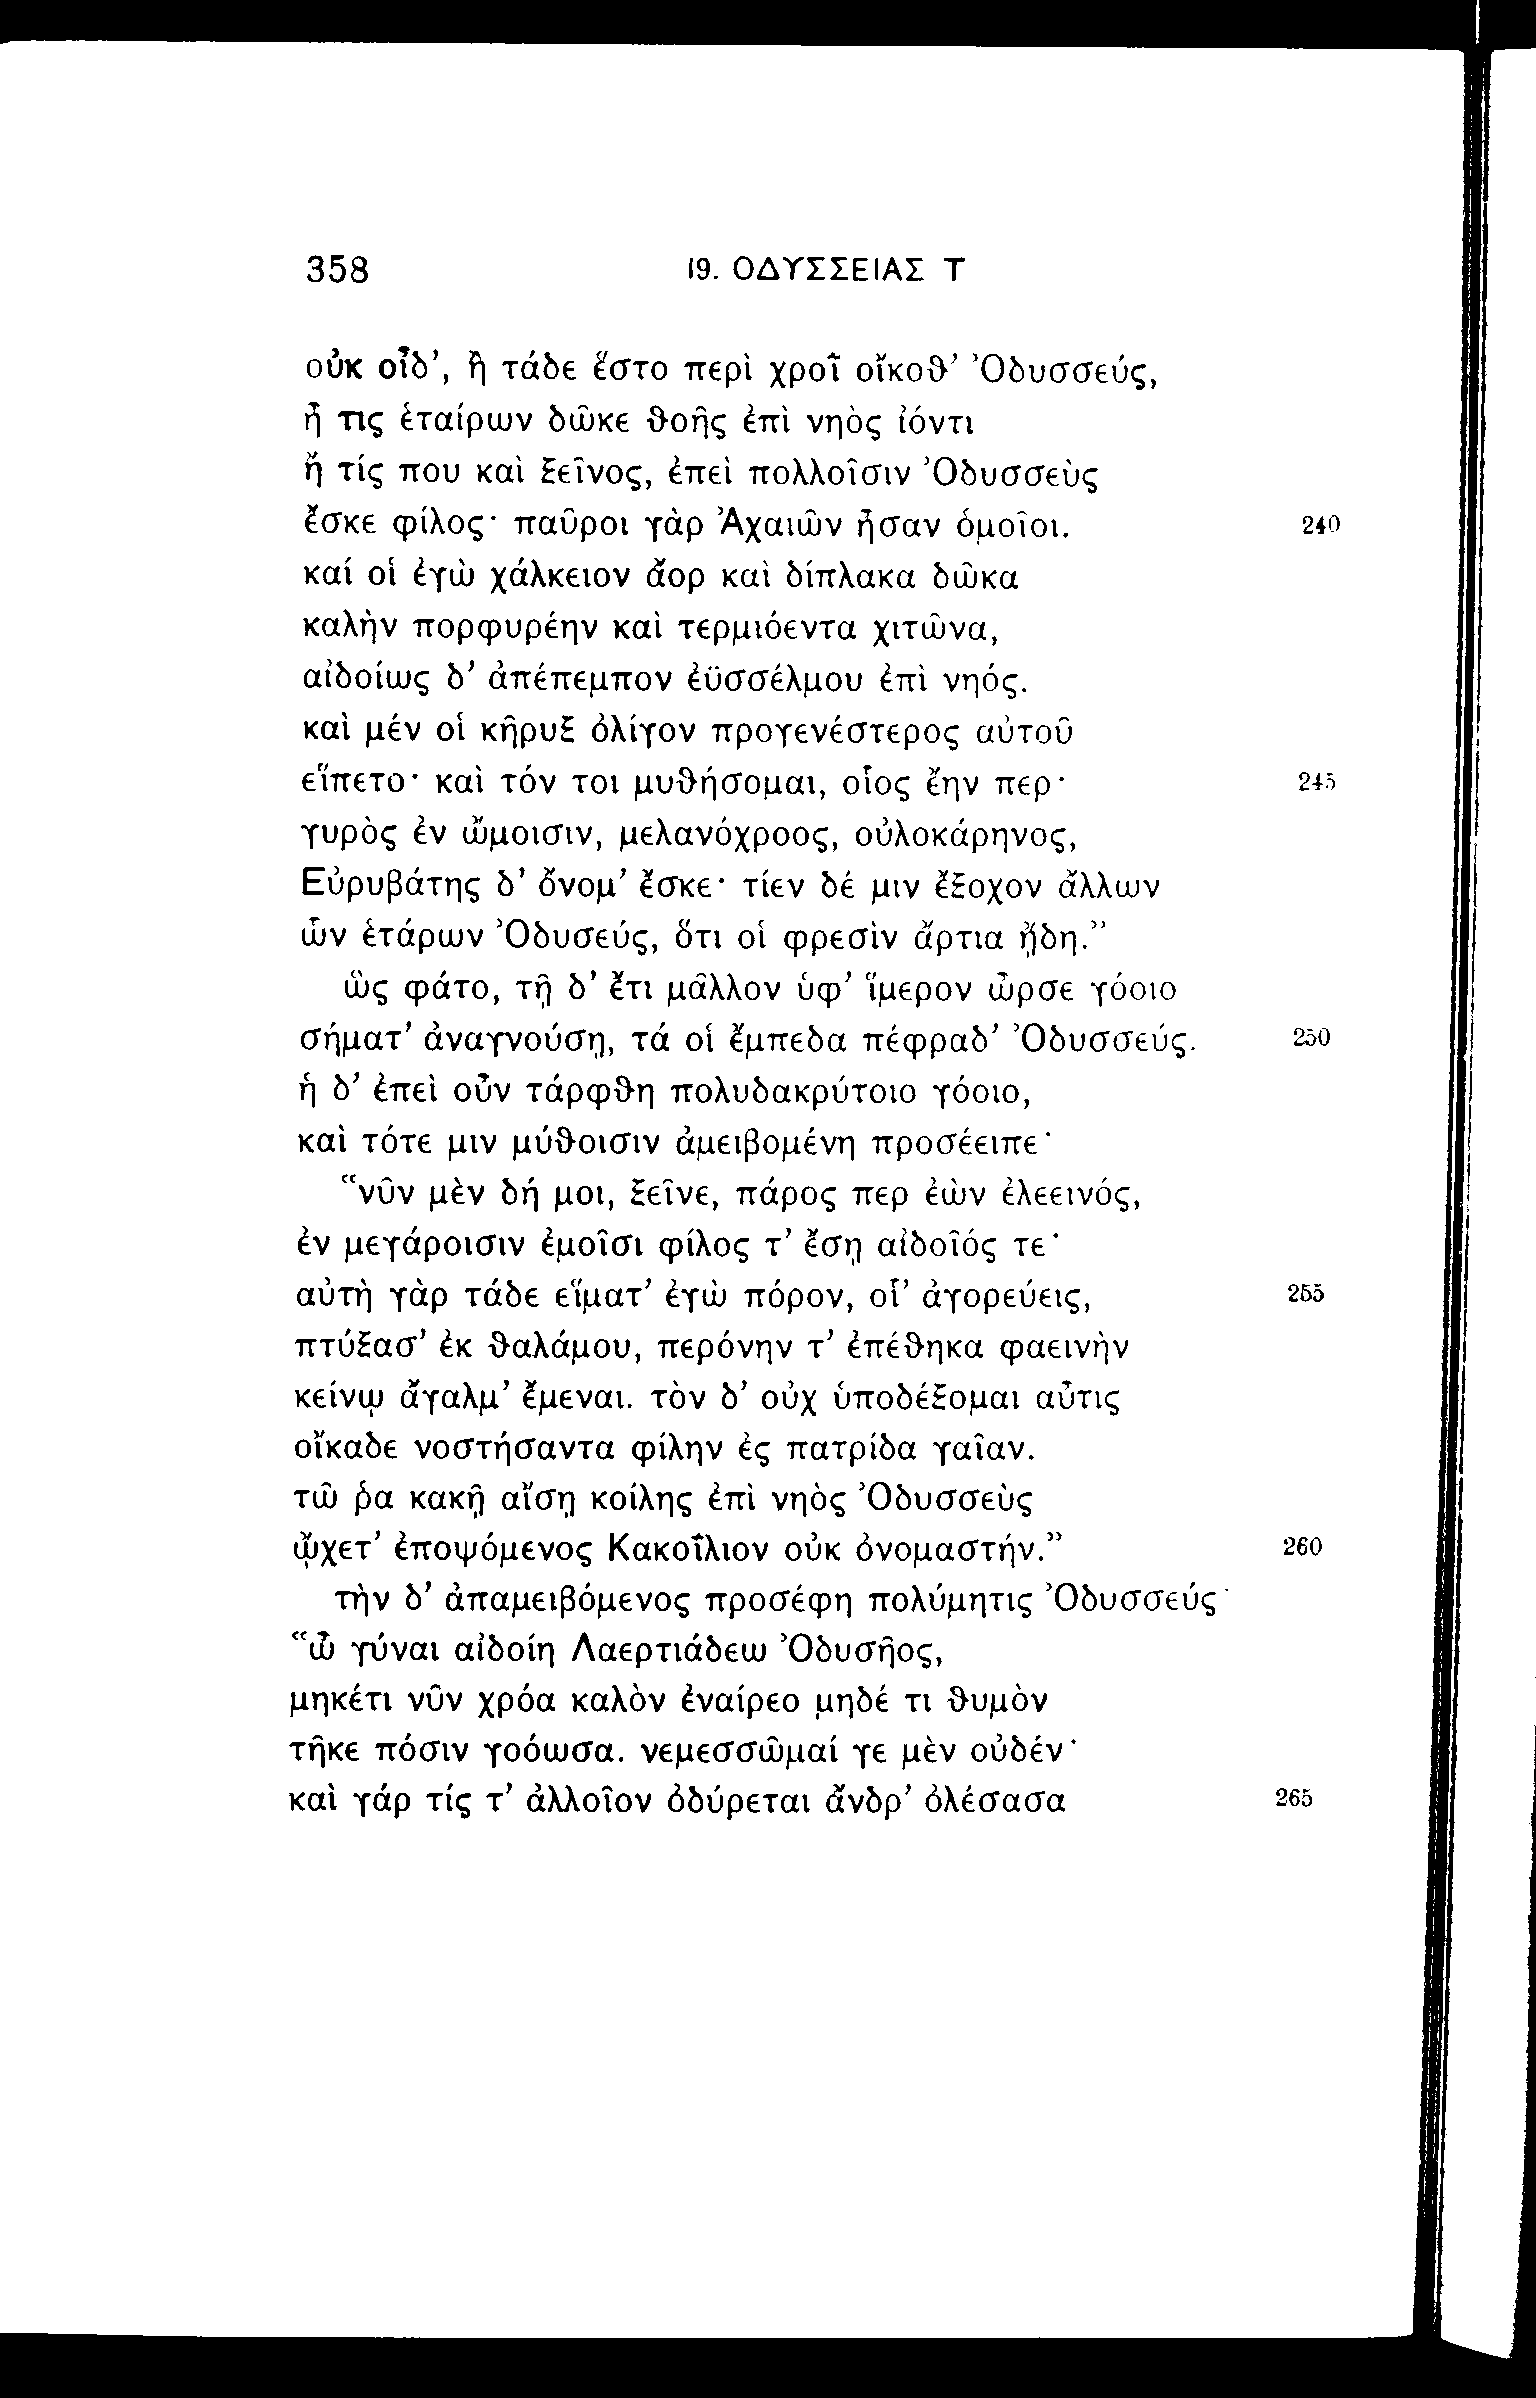 358 19. ΟΔΥΣΣΕΙΑΣ Τ
οὐκ οἶδ’, ἢ τάδε ἕστο περὶ χροῒ οἴκοϑ’ Ὀδυσσεύς,
ἦ τις ἑταίρων δῶκε ϑοῆς ἐπὶ νηὸς ἰόντι
ἤ τίς που καὶ ξεῖνος, ἐπεὶ πολλοῖσιν Ὀδυσσεὺς
ἔσκε φίλος· παῦροι γὰρ Ἀχαιῶν ἦσαν ὁμοῖοι. 240
καί οἱ ἐγὼ χάλκειον ἄορ καὶ δίπλακα δῶκα
καλὴν πορφυρέην καὶ τερμιόεντα χιτῶνα,
αἰδοίως δ’ ἀπέπεμπον ἐϋσσέλμου ἐπὶ νηός.
καὶ μέν οἱ κῆρυξ ὀλίγον προγενέστερος αὐτοῦ
εἵπετο· καὶ τόν τοι μυϑήσομαι, οἷος ἔην περ· 245
γυρὸς ἐν ὤμοισιν, μελανόχροος, οὐλοκάρηνος,
Εὐρυβάτης δ’ ὄνομ’ ἔσκε· τίεν δέ μιν ἔξοχον ἄλλων
ὧν ἑτάρων Ὀδυσεύς, ὅτι οἱ φρεσὶν ἄρτια ᾔδη.”
ὣς φάτο, τῇ δ’ ἔτι μᾶλλον ὑφ’ ἵμερον ὦρσε γόοιο
σήματ’ ἀναγνούσῃ, τά οἱ ἔμπεδα πέφραδ’ Ὀδυσσεύς. 250
ἡ δ’ ἐπεὶ οὖν τάρφϑη πολυδακρύτοιο γόοιο,
καὶ τότε μιν μύϑοισιν ἀμειβομένη προσέειπε·
“νῦν μὲν δή μοι, ξεῖνε, πάρος περ ἐὼν ἐλεεινός,
ἐν μεγάροισιν ἐμοῖσι φίλος τ’ ἔσῃ αἰδοῖός τε·
αὐτὴ γὰρ τάδε εἵματ’ ἐγὼ πόρον, οἷ’ ἀγορεύεις, 255
πτύξασ’ ἐκ ϑαλάμου, περόνην τ’ ἐπέϑηκα φαεινὴν
κείνῳ ἄγαλμ’ ἔμεναι. τὸν δ’ οὐχ ὑποδέξομαι αὖτις
οἴκαδε νοστήσαντα φίλην ἐς πατρίδα γαῖαν.
τῶ ῥα κακῇ αἴσῃ κοίλης ἐπὶ νηὸς Ὀδυσσεὺς
ᾤχετ’ ἐποψόμενος Κακοΐλιον οὐκ ὀνομαστήν.” 260
τὴν δ’ ἀπαμειβόμενος προσέφη πολύμητις Ὀδυσσεύς·
“ὦ γύναι αἰδοίη Λαερτιάδεω Ὀδυσῆος,
μηκέτι νῦν χρόα καλὸν ἐναίρεο μηδέ τι ϑυμὸν
τῆκε πόσιν γοόωσα. νεμεσσῶμαί γε μὲν οὐδέν·
καὶ γάρ τίς τ’ ἀλλοῖον ὀδύρεται ἄνδρ’ ὀλέσασα 265